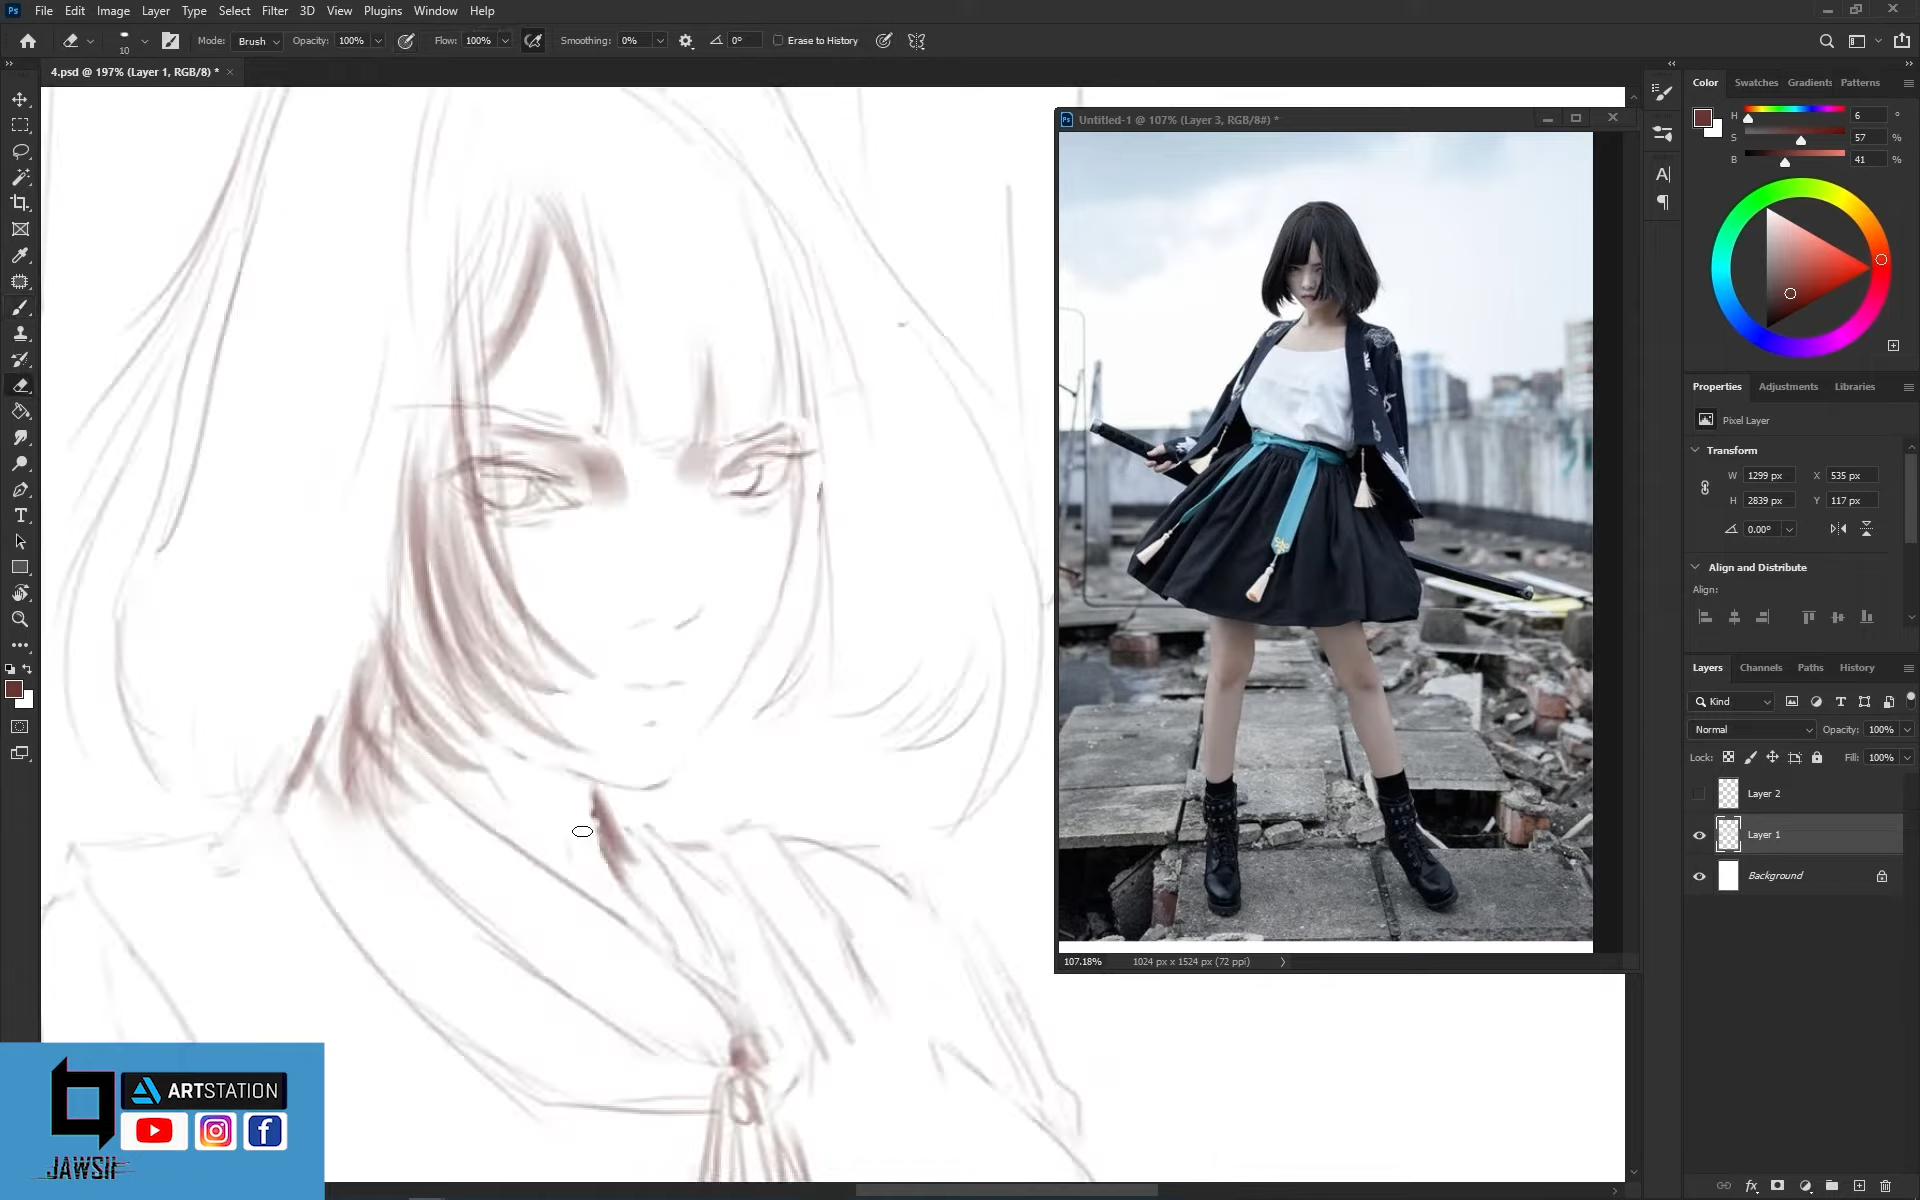 Ps File Edit Image Layer Type Select Filter 3D View Plugins Window Help
10 Mode: Brush Opacity: 100% Flow: 100% Smoothing: 0% 0° Erase to History
4.psd @ 197% (Layer 1, RGB/8) * ×
Color Swatches Gradients Patterns
H 6 °
S 57 %
B 41 %
Ps Untitled-1 @ 107% (Layer 3, RGB/8#) *
A
Properties Adjustments Libraries
Pixel Layer
Transform
W 1299 px X 535 px
H 2839 px Y 117 px
0.00°
Align and Distribute
Align:
Layers Channels Paths History
Kind T
Normal Opacity: 100%
Lock: Fill: 100%
Layer 2
Layer 1
Background
T
107.18% 1024 px x 1524 px (72 ppi)
fx
ARTSTATION
f
JAWSII